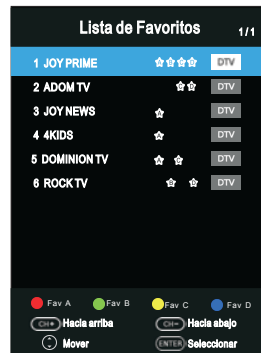 Lista de Favoritos 1/1
1 JOY PRIME DTV
2 ADOM TV DTV
3 JOY NEWS DTV
4 4KIDS DTV
5 DOMINION TV DTV
6 ROCK TV DTV
Fav A Fav B Fav C Fav D
CH+ Hacia arriba CH- Hacia abajo
Mover ENTER Seleccionar